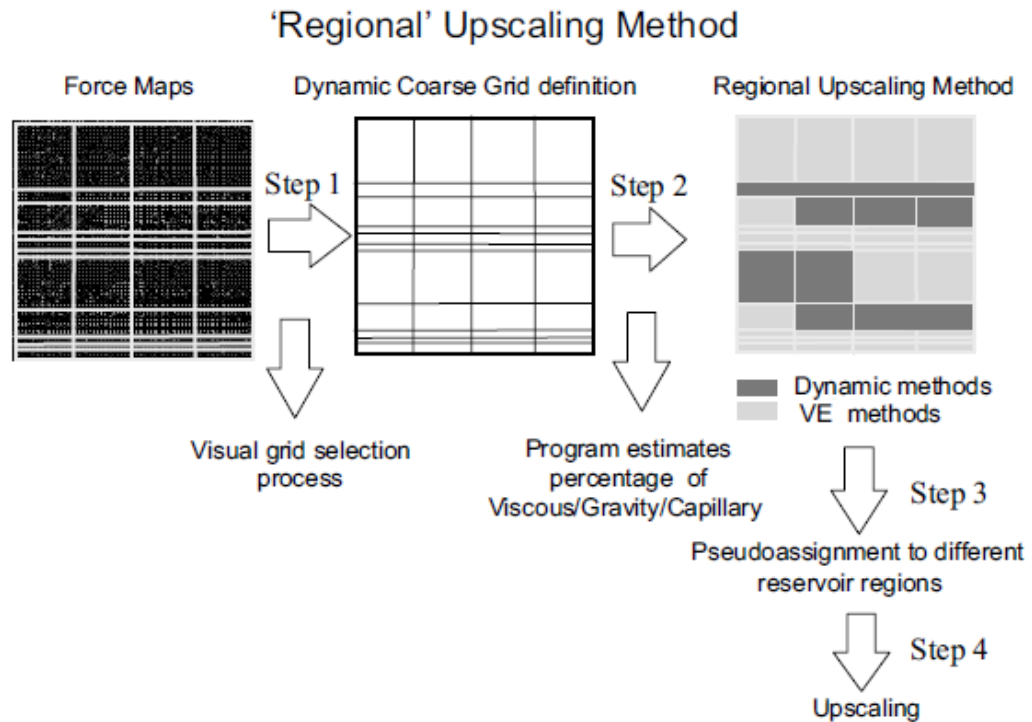 ‘Regional’ Upscaling Method
Force Maps
Dynamic Coarse Grid definition
Regional Upscaling Method
Step 1
Step 2
Dynamic methods
VE methods
Visual grid selection
process
Program estimates
percentage of
Viscous/Gravity/Capillary
Step 3
Pseudoassignment to different
reservoir regions
Step 4
Upscaling